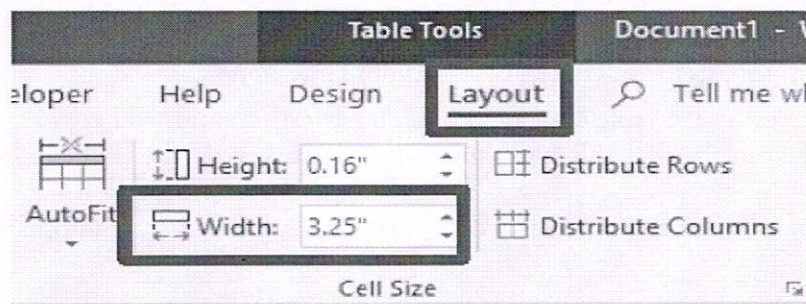 Table Tools Document1 -
eloper Help Design Layout Tell me w
Height: 0.16" Distribute Rows
AutoFit Width: 3.25" Distribute Columns
Cell Size